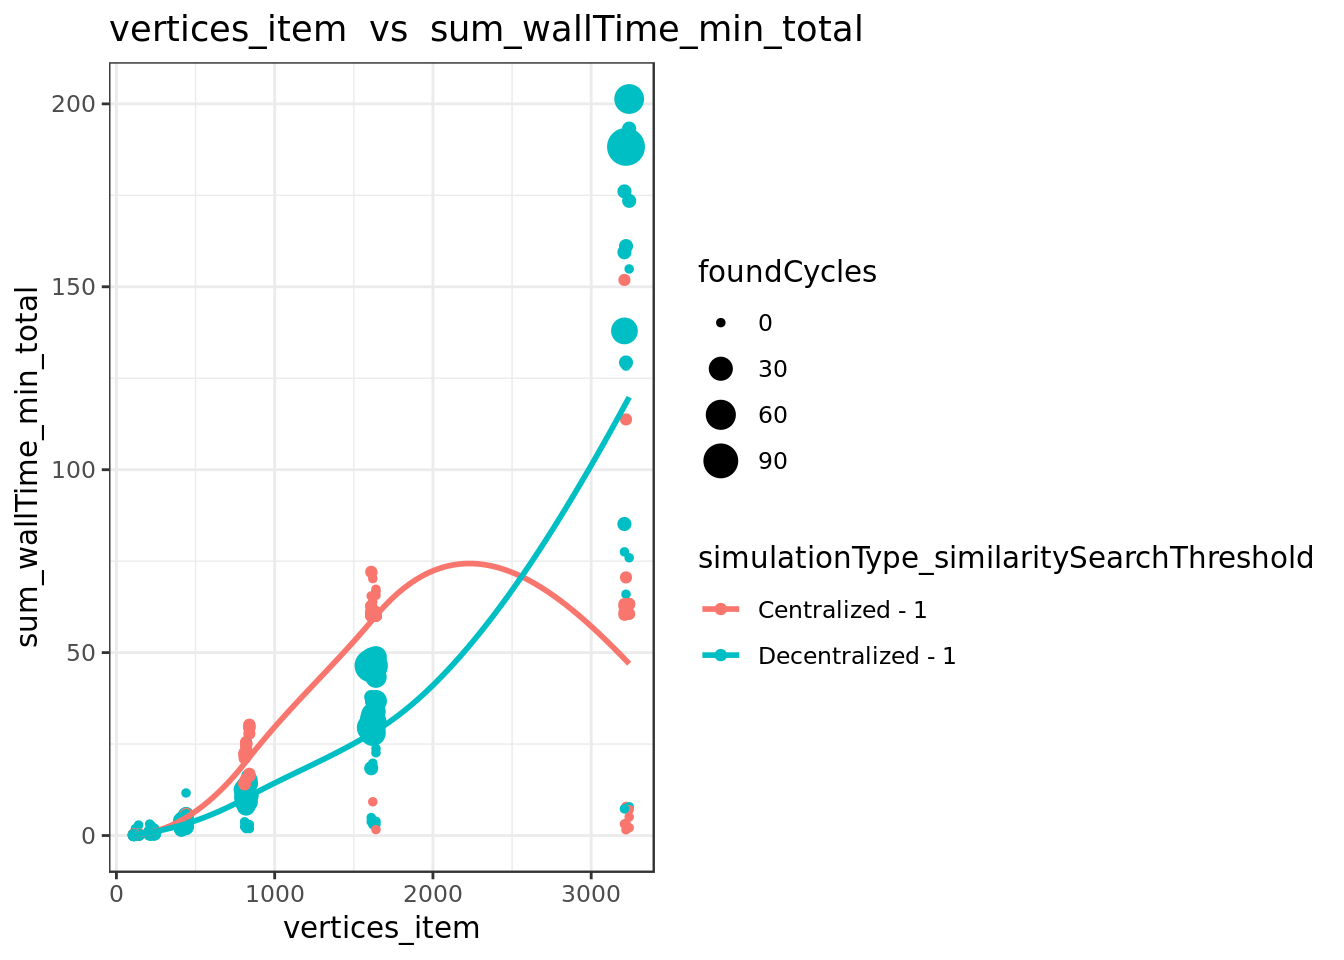 vertices_item  vs  sum_wallTime_min_total
200
150
100
50
0
sum_wallTime_min_total
0
1000
2000
3000
vertices_item
foundCycles
0
30
60
90
simulationType_similaritySearchThreshold
Centralized - 1
Decentralized - 1